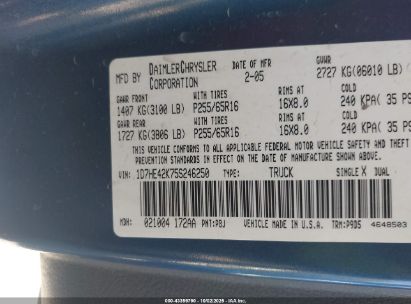 MFD BY
DAIMLERCHRYSLER CORPORATION
DATE OF MFR
2-05
GVWR
2727 KG(06010 LB)
GAWR FRONT
1407 KG(3100 LB)
WITH TIRES
P255/65R16
RIMS AT
16X8.0
COLD
240 KPA( 35 PS
GAWR REAR
1727 KG(3806 LB)
WITH TIRES
P255/65R16
RIMS AT
16X8.0
COLD
240 KPA( 35 PS
THIS VEHICLE CONFORMS TO ALL APPLICABLE FEDERAL MOTOR VEHICLE SAFETY AND
THEFT PREVENTION STANDARDS IN EFFECT ON THE DATE OF MANUFACTURE SHOWN
VIN: 1D7HE42K75S246250 TYPE: TRUCK SINGLE X DUAL
MDH: 021004 172AA PNT:PBJ VEHICLE MADE IN U.S.A. TRM:P9D5 4648503